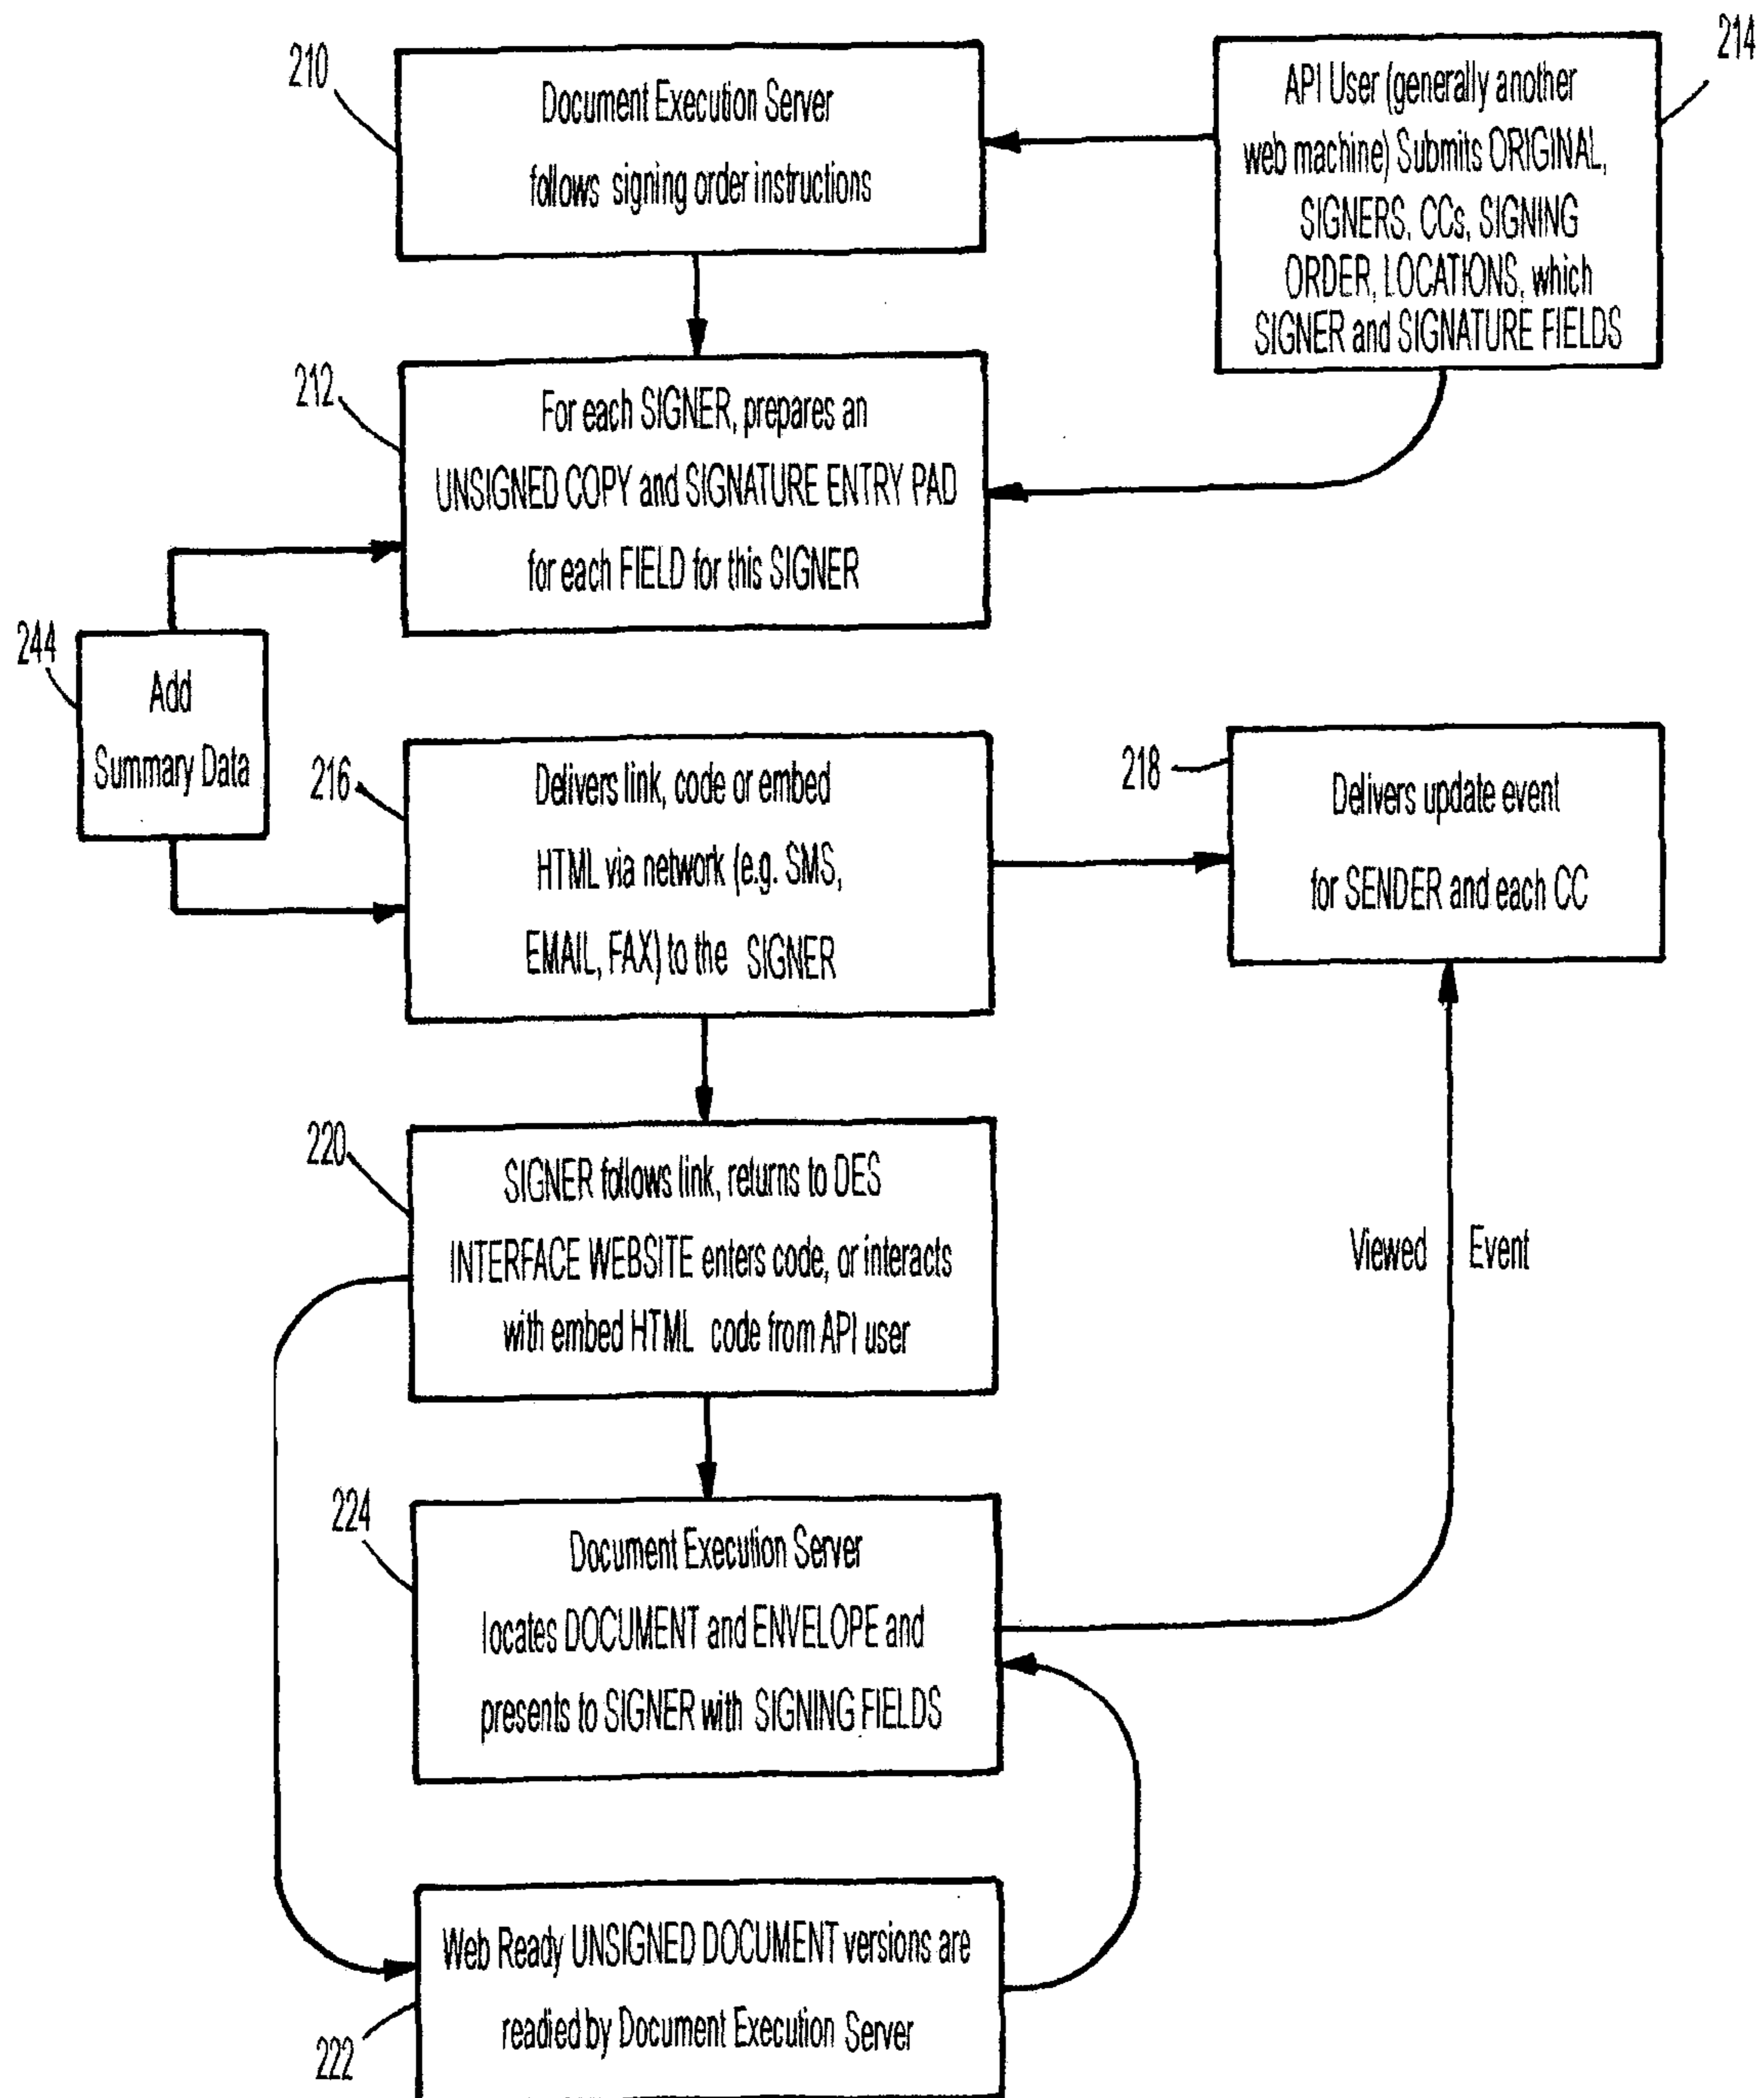 210
Document Execution Server
follows signing order instructions
214
API User (generally another
web machine) Submits ORIGINAL,
SIGNERS, CCs, SIGNING
ORDER, LOCATIONS, which
SIGNER and SIGNATURE FIELDS
212
For each SIGNER, prepares an
UNSIGNED COPY and SIGNATURE ENTRY PAD
for each FIELD for this SIGNER
244
Add
Summary Data
216
Delivers link, code or embed
HTML via network (e.g. SMS,
EMAIL, FAX) to the SIGNER
218
Delivers update event
for SENDER and each CC
220
SIGNER follows link, returns to DES
INTERFACE WEBSITE enters code, or interacts
with embed HTML code from API user
Viewed Event
224
Document Execution Server
locates DOCUMENT and ENVELOPE and
presents to SIGNER with SIGNING FIELDS
Web Ready UNSIGNED DOCUMENT versions are
readied by Document Execution Server
222